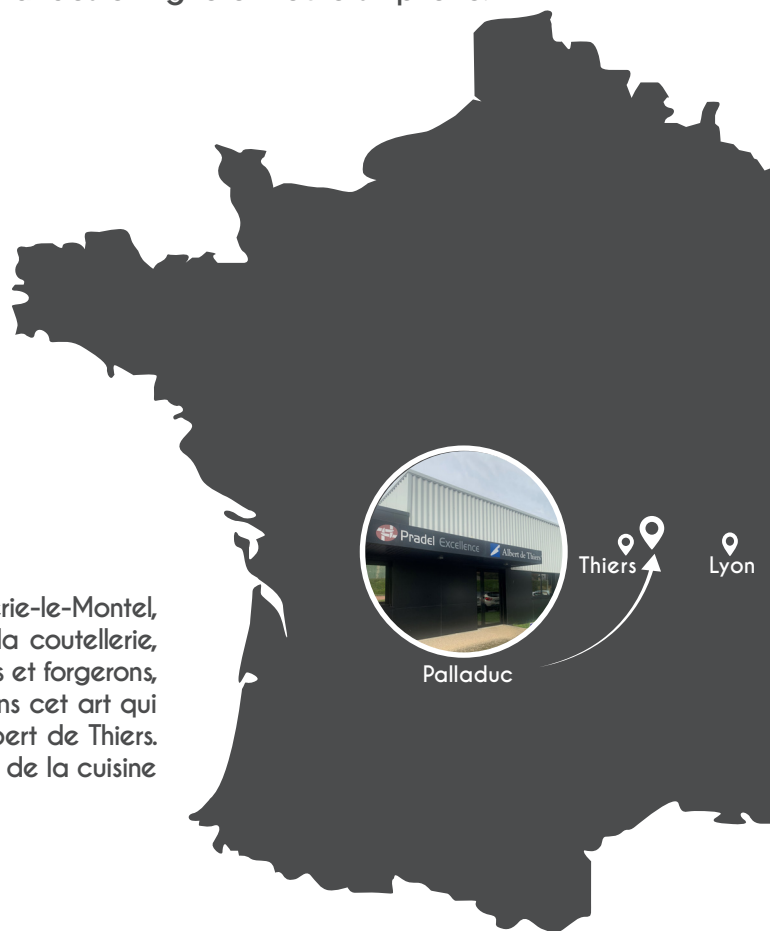 Pradel Excellence Albert de Thiers
Thiers Lyon
Palladuc
rie-le-Montel,
la coutellerie,
s et forgerons,
ns cet art qui
bert de Thiers.
de la cuisine